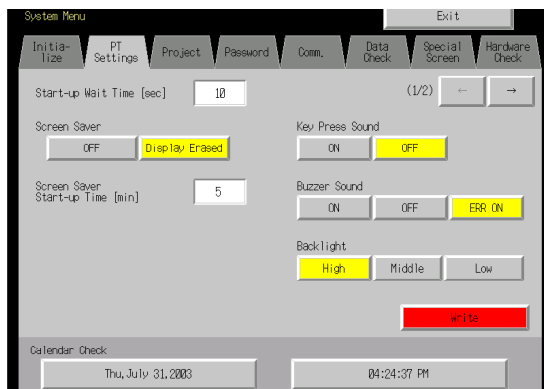 System Menu
Exit
Initia-
lize
PT
Settings
Project
Password
Comm.
Data
Check
Special
Screen
Hardware
Check
Start-up Wait Time [sec]
10
(1/2)
←
→
Screen Saver
OFF
Display Erased
Key Press Sound
ON
OFF
Screen Saver
Start-up Time [min]
5
Buzzer Sound
ON
OFF
ERR ON
Backlight
High
Middle
Low
Write
Calendar Check
Thu,July 31,2003
04:24:37 PM